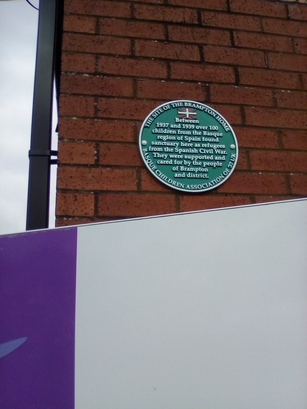 THE SITE OF THE BRAMPTON HOME
Between
1937 and 1939 over 100
children from the Basque
region of Spain found
sanctuary here as refugees
from the Spanish Civil War.
They were supported and
cared for by the people
of Brampton
and district.
BASQUE CHILDREN ASSOCIATION OF '37 UK